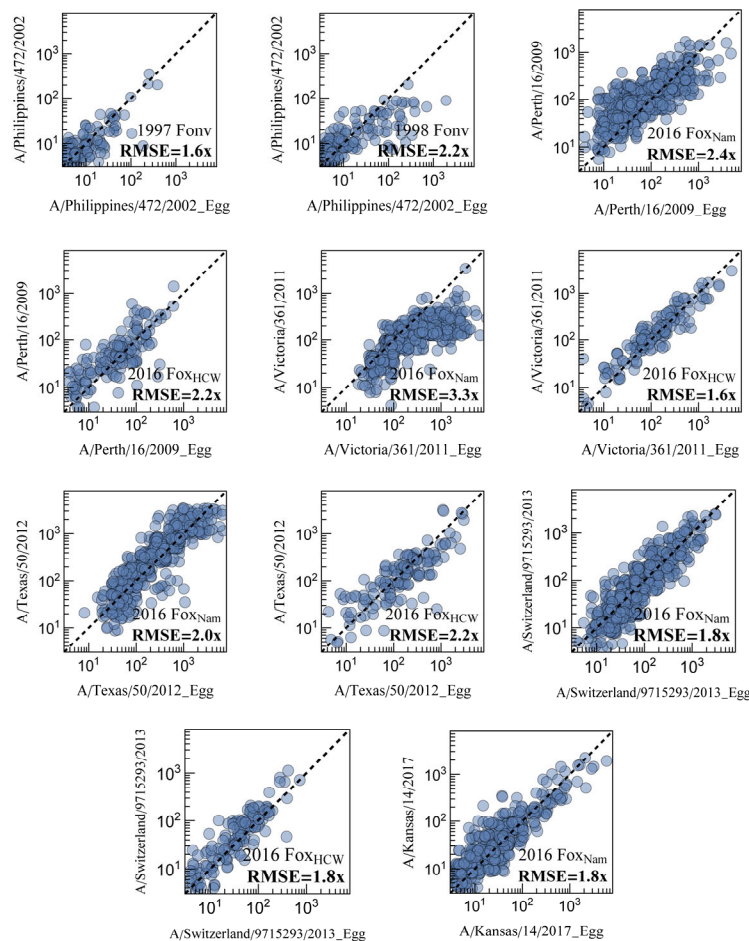 A/Philippines/472/2002
10³
10²
10¹
1997 Fonv
RMSE=1.6x
10¹ 10² 10³
A/Philippines/472/2002_Egg
A/Philippines/472/2002
10³
10²
10¹
1998 Fonv
RMSE=2.2x
10¹ 10² 10³
A/Philippines/472/2002_Egg
A/Perth/16/2009
10³
10²
10¹
2016 FoxNam
RMSE=2.4x
10¹ 10² 10³
A/Perth/16/2009_Egg
A/Perth/16/2009
10³
10²
10¹
2016 FoxHCW
RMSE=2.2x
10¹ 10² 10³
A/Perth/16/2009_Egg
A/Victoria/361/2011
10³
10²
10¹
2016 FoxNam
RMSE=3.3x
10¹ 10² 10³
A/Victoria/361/2011_Egg
A/Victoria/361/2011
10³
10²
10¹
2016 FoxHCW
RMSE=1.6x
10¹ 10² 10³
A/Victoria/361/2011_Egg
A/Texas/50/2012
10³
10²
10¹
2016 FoxNam
RMSE=2.0x
10¹ 10² 10³
A/Texas/50/2012_Egg
A/Texas/50/2012
10³
10²
10¹
2016 FoxHCW
RMSE=2.2x
10¹ 10² 10³
A/Texas/50/2012_Egg
A/Switzerland/9715293/2013
10³
10²
10¹
2016 FoxNam
RMSE=1.8x
10¹ 10² 10³
A/Switzerland/9715293/2013_Egg
A/Switzerland/9715293/2013
10³
10²
10¹
2016 FoxHCW
RMSE=1.8x
10¹ 10² 10³
A/Switzerland/9715293/2013_Egg
A/Kansas/14/2017
10³
10²
10¹
2016 FoxNam
RMSE=1.8x
10¹ 10² 10³
A/Kansas/14/2017_Egg